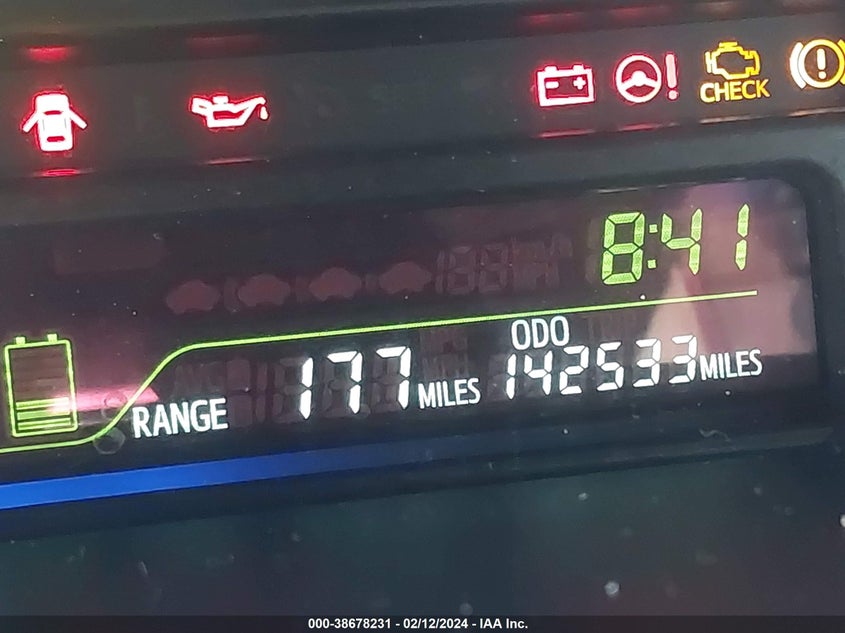 CHECK
8:41
ODO
RANGE 177 MILES 142533 MILES
000-38678231 - 02/12/2024 - IAA Inc.